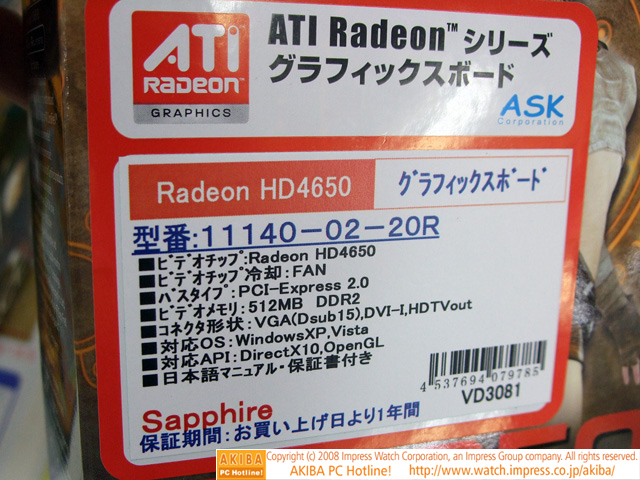 ATI
RADEON
GRAPHICS
ATI Radeon™ シリーズ
グラフィックスボード
ASK
Corporation
Radeon HD4650
グラフィックスボード
型番:11140-02-20R
■ビデオチップ:Radeon HD4650
■ビデオチップ冷却:FAN
■バスタイプ:PCI-Express 2.0
■ビデオメモリ:512MB DDR2
■コネクタ形状:VGA(Dsub15),DVI-I,HDTVout
■対応OS:WindowsXP,Vista
■対応API:DirectX10,OpenGL
■日本語マニュアル・保証書付き
4 537694 079785
VD3081
Sapphire
保証期間:お買い上げ日より1年間
AKIBA
PC Hotline!
Copyright (c) 2008 Impress Watch Corporation, an Impress Group company. All rights reserved.
AKIBA PC Hotline! http://www.watch.impress.co.jp/akiba/